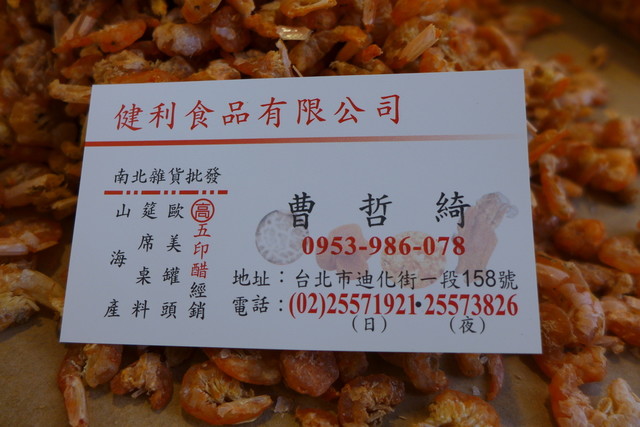 健利食品有限公司
南北雜貨批發
山海產
筵席桌料
歐美罐頭
高五印醋經銷
曹哲綺
0953-986-078
地址：台北市迪化街一段158號
電話：(02)25571921•25573826
(日) (夜)